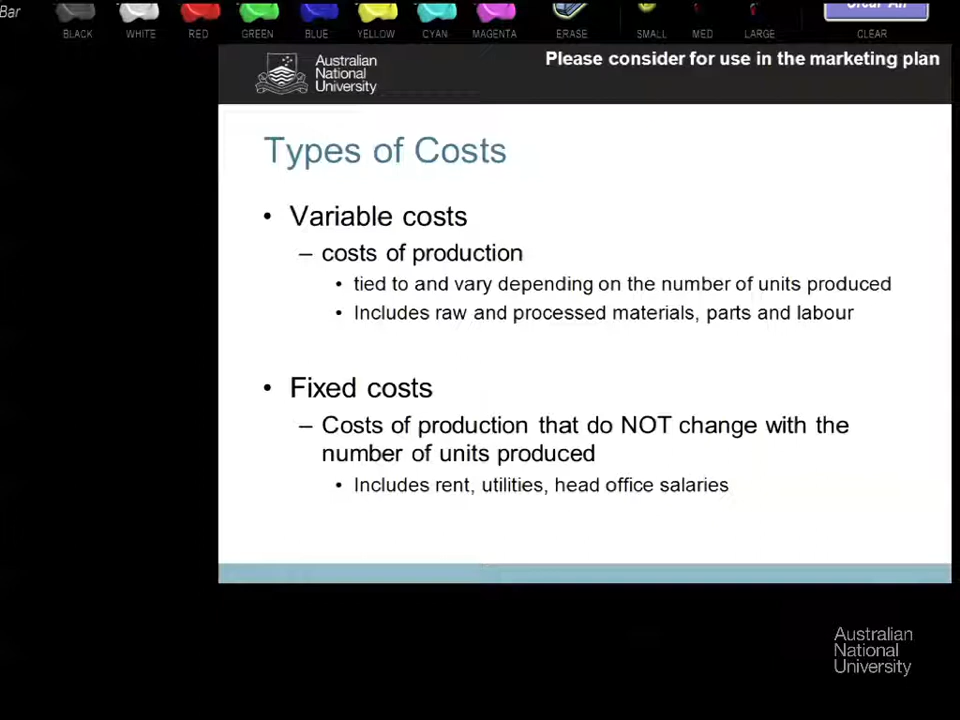 Bar
BLACK WHITE RED GREEN BLUE YELLOW CYAN MAGENTA ERASE SMALL MED LARGE CLEAR
Australian
National
University
Please consider for use in the marketing plan
Types of Costs
• Variable costs
– costs of production
• tied to and vary depending on the number of units produced
• Includes raw and processed materials, parts and labour
• Fixed costs
– Costs of production that do NOT change with the
number of units produced
• Includes rent, utilities, head office salaries
Australian
National
University